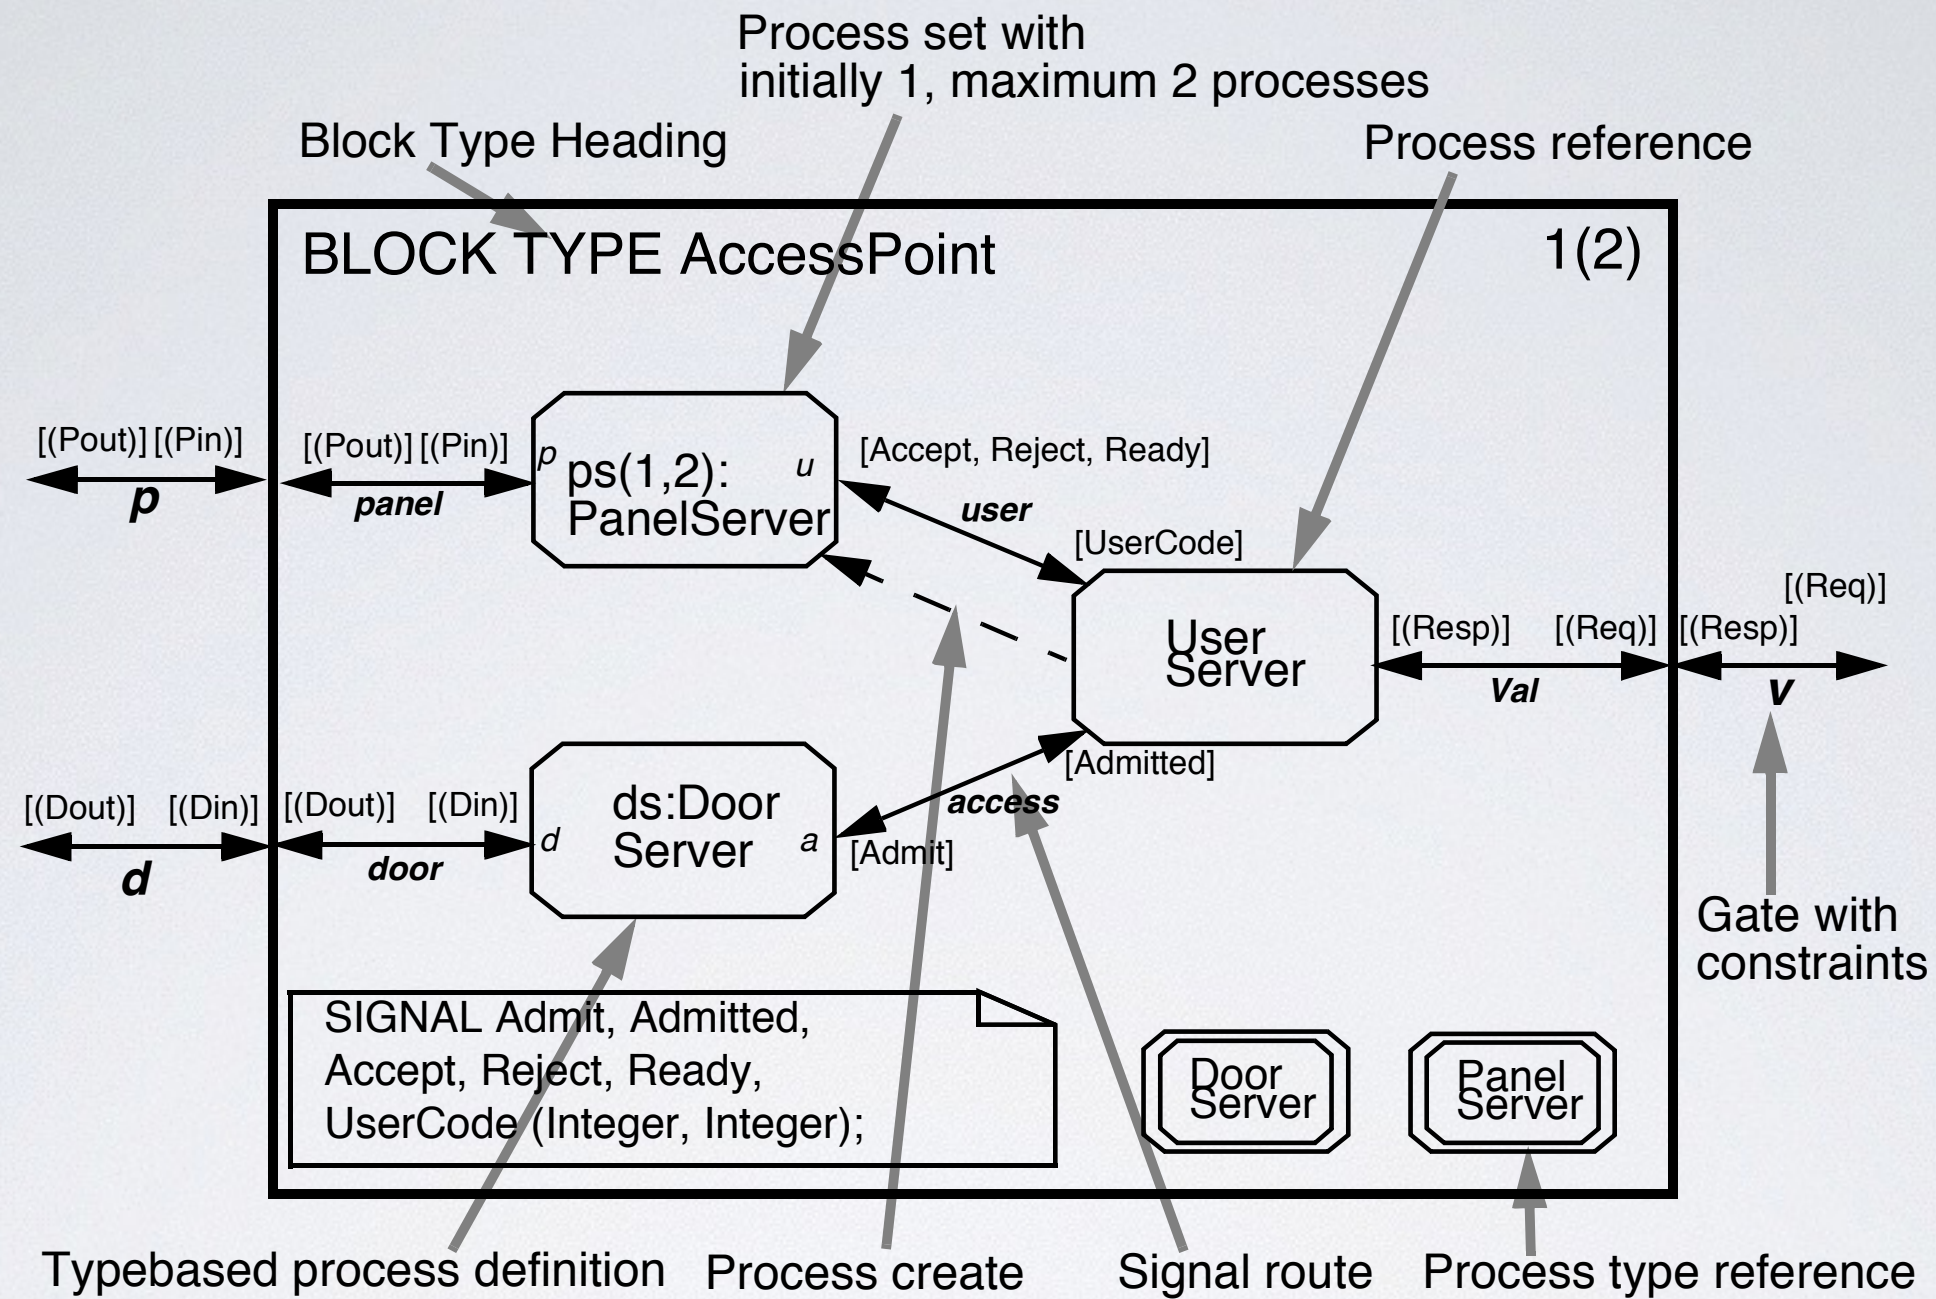 Process set with
initially 1, maximum 2 processes
Block Type Heading
Process reference
BLOCK TYPE AccessPoint
1(2)
[(Pout)] [(Pin)]
p
[(Pout)] [(Pin)]
panel
p
u
ps(1,2):
PanelServer
[Accept, Reject, Ready]
user
[UserCode]
User
Server
[(Resp)] [(Req)]
Val
[(Req)]
[(Resp)]
v
[(Dout)] [(Din)]
d
[(Dout)] [(Din)]
door
d
a
ds:Door
Server
[Admitted]
access
[Admit]
Gate with
constraints
SIGNAL Admit, Admitted,
Accept, Reject, Ready,
UserCode (Integer, Integer);
Door
Server
Panel
Server
Typebased process definition
Process create
Signal route
Process type reference